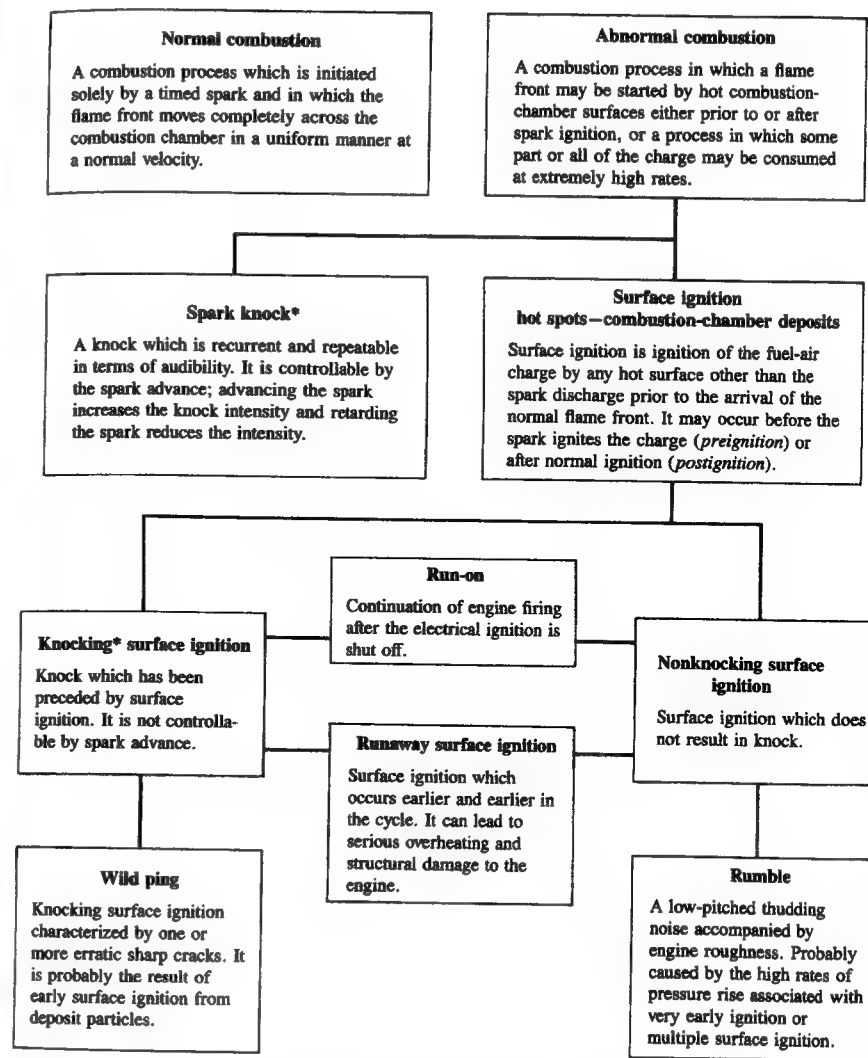 Normal combustion
A combustion process which is initiated
solely by a timed spark and in which the
flame front moves completely across the
combustion chamber in a uniform manner at
a normal velocity.
Abnormal combustion
A combustion process in which a flame
front may be started by hot combustion-
chamber surfaces either prior to or after
spark ignition, or a process in which some
part or all of the charge may be consumed
at extremely high rates.
Spark knock*
A knock which is recurrent and repeatable
in terms of audibility. It is controllable by
the spark advance; advancing the spark
increases the knock intensity and retarding
the spark reduces the intensity.
Surface ignition
hot spots—combustion-chamber deposits
Surface ignition is ignition of the fuel-air
charge by any hot surface other than the
spark discharge prior to the arrival of the
normal flame front. It may occur before the
spark ignites the charge (preignition) or
after normal ignition (postignition).
Run-on
Continuation of engine firing
after the electrical ignition is
shut off.
Knocking* surface ignition
Knock which has been
preceded by surface
ignition. It is not controlla-
ble by spark advance.
Nonknocking surface
ignition
Surface ignition which does
not result in knock.
Runaway surface ignition
Surface ignition which
occurs earlier and earlier in
the cycle. It can lead to
serious overheating and
structural damage to the
engine.
Wild ping
Knocking surface ignition
characterized by one or
more erratic sharp cracks. It
is probably the result of
early surface ignition from
deposit particles.
Rumble
A low-pitched thudding
noise accompanied by
engine roughness. Probably
caused by the high rates of
pressure rise associated with
very early ignition or
multiple surface ignition.